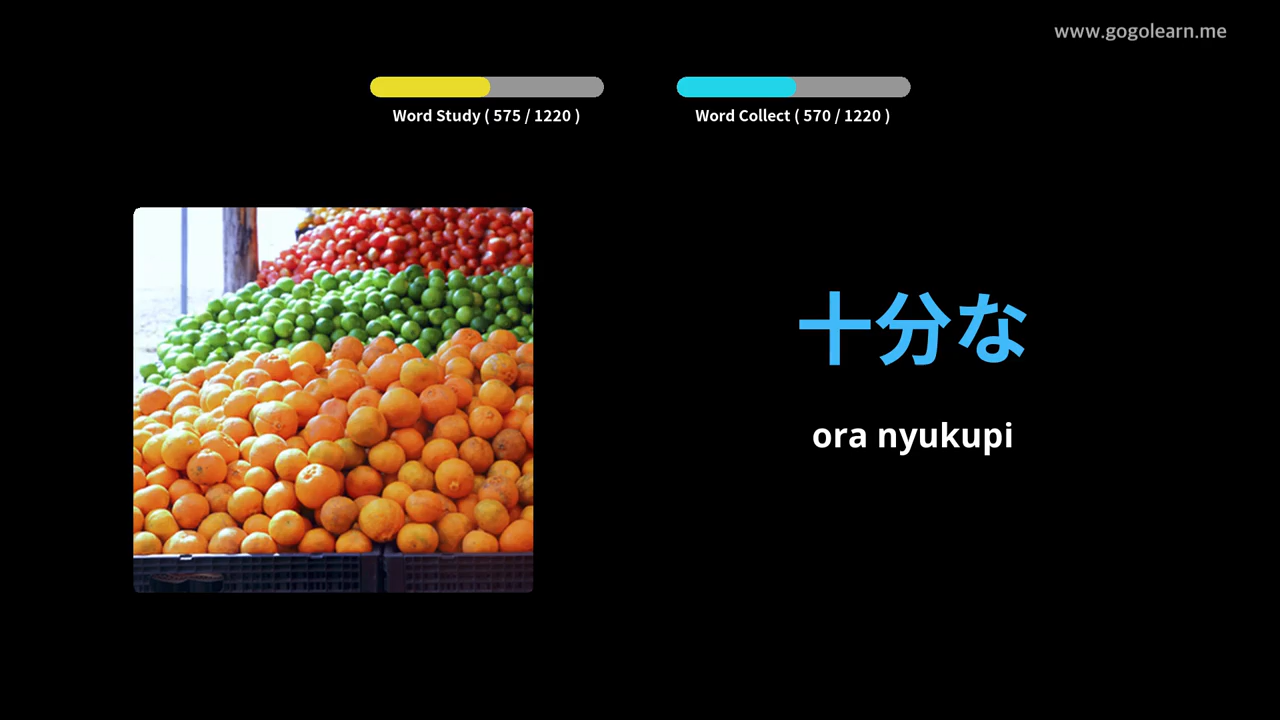 www.gogolearn.me
Word Study ( 575 / 1220 )
Word Collect ( 570 / 1220 )
十分な
ora nyukupi